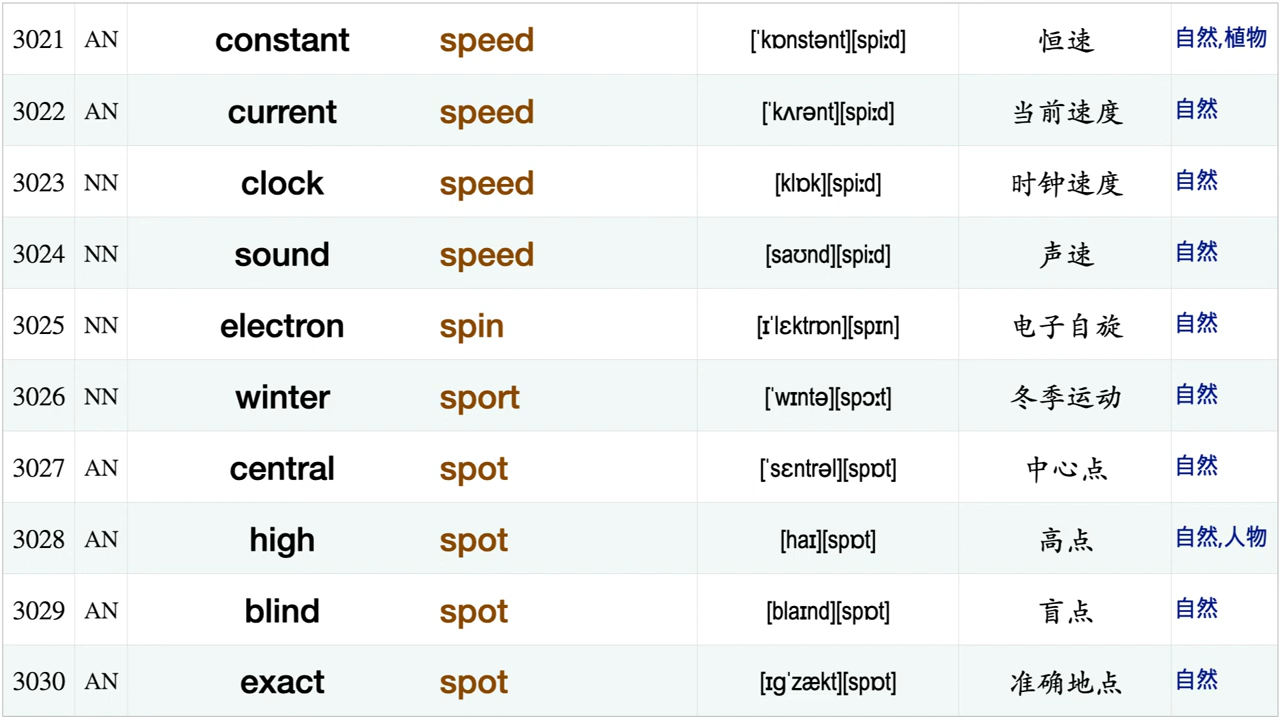 3021 AN constant speed [ˈkɒnstənt][spiːd] 恒速 自然,植物
3022 AN current speed [ˈkʌrənt][spiːd] 当前速度 自然
3023 NN clock speed [klɒk][spiːd] 时钟速度 自然
3024 NN sound speed [saʊnd][spiːd] 声速 自然
3025 NN electron spin [ɪˈlɛktrɒn][spɪn] 电子自旋 自然
3026 NN winter sport [ˈwɪntə][spɔːt] 冬季运动 自然
3027 AN central spot [ˈsɛntrəl][spɒt] 中心点 自然
3028 AN high spot [haɪ][spɒt] 高点 自然,人物
3029 AN blind spot [blaɪnd][spɒt] 盲点 自然
3030 AN exact spot [ɪgˈzækt][spɒt] 准确地点 自然